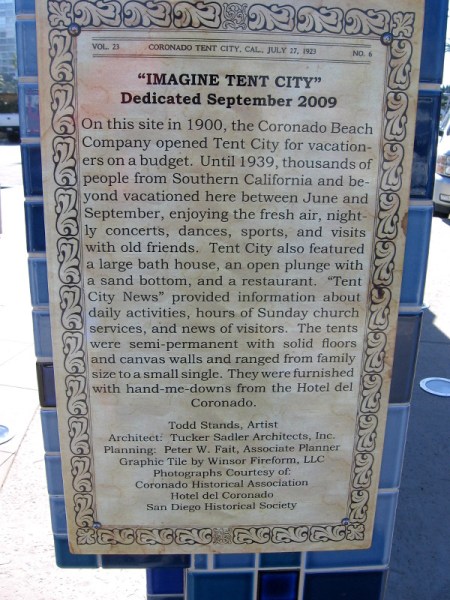 VOL. 23 CORONADO TENT CITY, CAL., JULY 27, 1923 NO. 6
“IMAGINE TENT CITY”
Dedicated September 2009
On this site in 1900, the Coronado Beach
Company opened Tent City for vacation-
ers on a budget. Until 1939, thousands of
people from Southern California and be-
yond vacationed here between June and
September, enjoying the fresh air, night-
ly concerts, dances, sports, and visits
with old friends. Tent City also featured
a large bath house, an open plunge with
a sand bottom, and a restaurant. “Tent
City News” provided information about
daily activities, hours of Sunday church
services, and news of visitors. The tents
were semi-permanent with solid floors
and canvas walls and ranged from family
size to a small single. They were furnished
with hand-me-downs from the Hotel del
Coronado.
Todd Stands, Artist
Architect: Tucker Sadler Architects, Inc.
Planning: Peter W. Fait, Associate Planner
Graphic Tile by Winsor Fireform, LLC
Photographs Courtesy of:
Coronado Historical Association
Hotel del Coronado
San Diego Historical Society